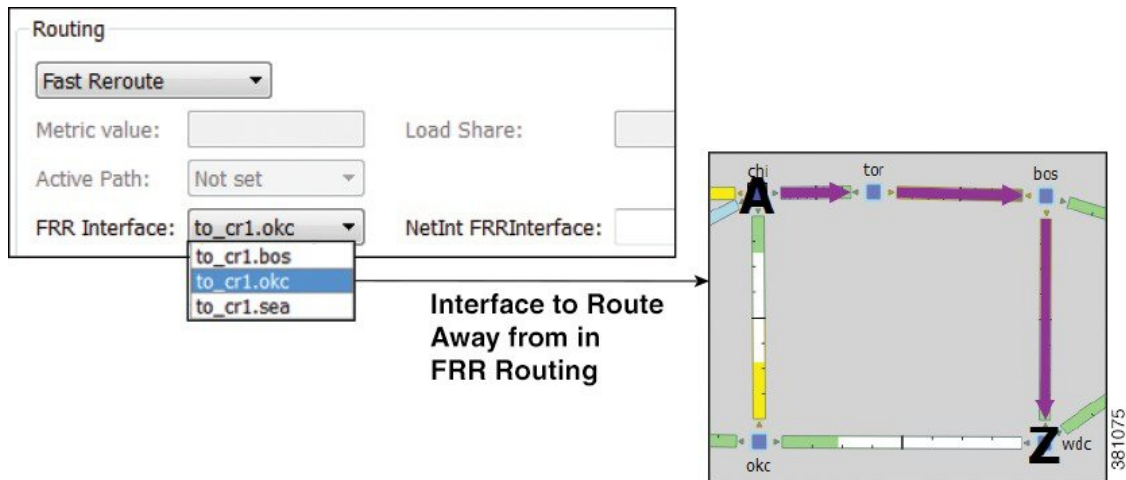 Routing
Fast Reroute
Metric value: Load Share:
Active Path: Not set
FRR Interface: to_cr1.okc NetInt FRRInterface:
to_cr1.bos
to_cr1.okc
to_cr1.sea
Interface to Route
Away from in
FRR Routing
chi tor bos
A
okc
Z wdc
381075